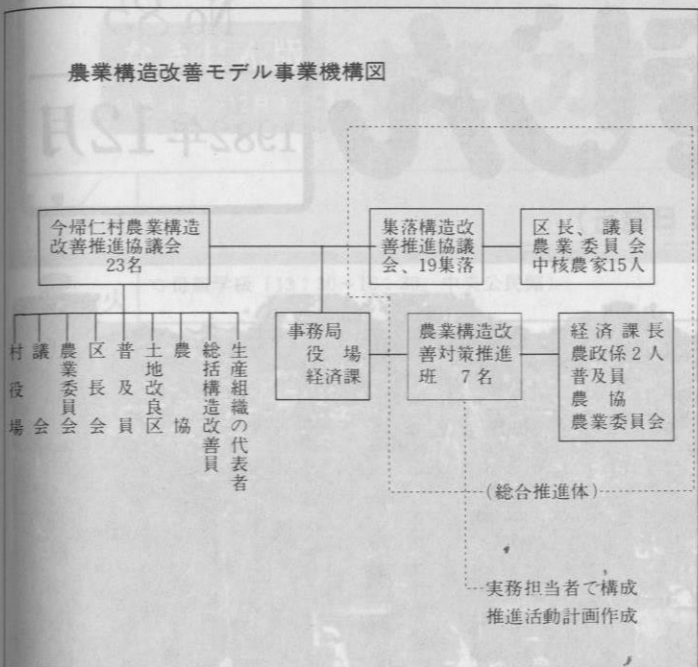 農業構造改善モデル事業機構図
今帰仁村農業構造
改善推進協議会
23名
集落構造改
善推進協議
会、19集落
区長、議員
農業委員会
中核農家15人
村役場
議会
農業委員会
区長会
普及員
土地改良区
農協
総括構造改善員
生産組織の代表者
事務局
役場
経済課
農業構造改
善対策推進
班 7名
経済課長
農政係2人
普及員
農協
農業委員会
(総合推進体)
実務担当者で構成
推進活動計画作成
1982年12月